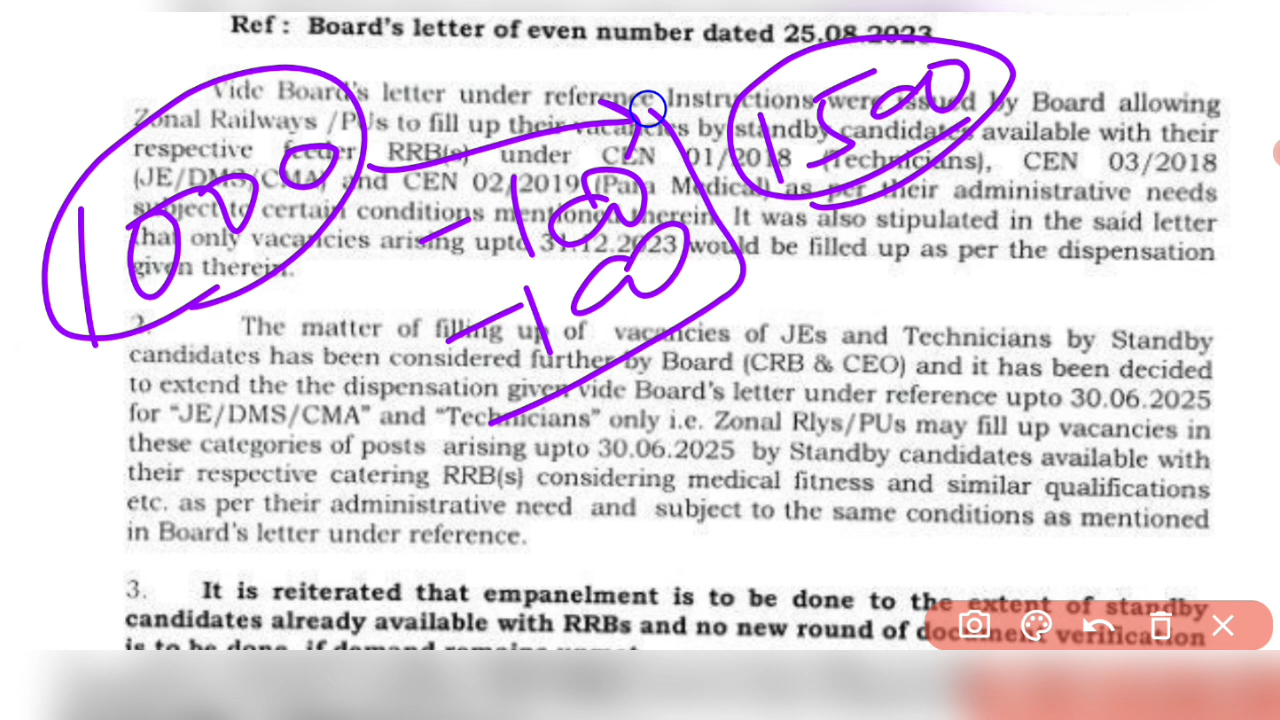 Ref : Board's letter of even number dated 25.08.2023
Vide Board's letter under reference Instructions were issued by Board allowing
Zonal Railways /PUs to fill up their vacancies by standby candidates available with their
respective feeder RRB(s) under CEN 01/2018 (Technicians), CEN 03/2018
(JE/DMS/CMA) and CEN 02/2019 (Para Medical) as per their administrative needs
subject to certain conditions mentioned therein. It was also stipulated in the said letter
that only vacancies arising upto 31.12.2023 would be filled up as per the dispensation
given therein.
1000
1500
-100
-100
2. The matter of filling up of vacancies of JEs and Technicians by Standby
candidates has been considered further by Board (CRB & CEO) and it has been decided
to extend the the dispensation given vide Board's letter under reference upto 30.06.2025
for "JE/DMS/CMA" and "Technicians" only i.e. Zonal Rlys/PUs may fill up vacancies in
these categories of posts arising upto 30.06.2025 by Standby candidates available with
their respective catering RRB(s) considering medical fitness and similar qualifications
etc. as per their administrative need and subject to the same conditions as mentioned
in Board's letter under reference.
3. It is reiterated that empanelment is to be done to the extent of standby
candidates already available with RRBs and no new round of document verification
is to be done, if demand remains unmet.